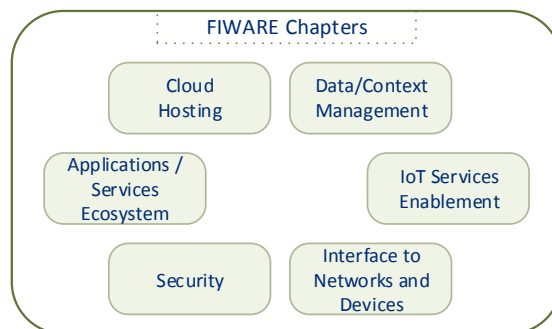 FIWARE Chapters
Cloud
Hosting
Data/Context
Management
Applications /
Services
Ecosystem
IoT Services
Enablement
Security
Interface to
Networks and
Devices